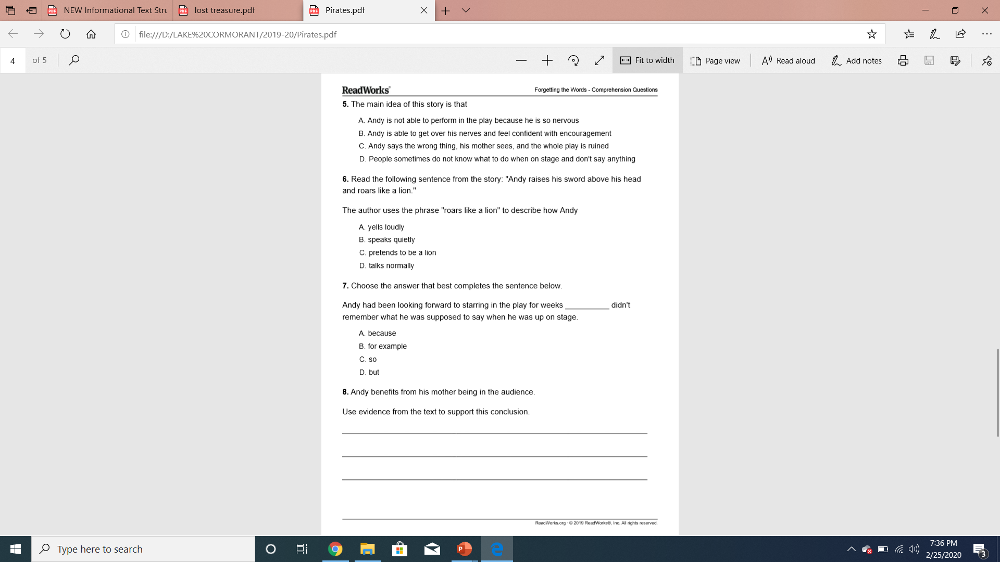 NEW Informational Text Stru
lost treasure.pdf
Pirates.pdf
file:///D:/LAKE%20CORMORANT/2019-20/Pirates.pdf
4 of 5
Fit to width
Page view
Read aloud
Add notes
ReadWorks®
Forgetting the Words - Comprehension Questions
5. The main idea of this story is that
A. Andy is not able to perform in the play because he is so nervous
B. Andy is able to get over his nerves and feel confident with encouragement
C. Andy says the wrong thing, his mother sees, and the whole play is ruined
D. People sometimes do not know what to do when on stage and don't say anything
6. Read the following sentence from the story: "Andy raises his sword above his head
and roars like a lion."
The author uses the phrase "roars like a lion" to describe how Andy
A. yells loudly
B. speaks quietly
C. pretends to be a lion
D. talks normally
7. Choose the answer that best completes the sentence below.
Andy had been looking forward to starring in the play for weeks __________ didn't
remember what he was supposed to say when he was up on stage.
A. because
B. for example
C. so
D. but
8. Andy benefits from his mother being in the audience.
Use evidence from the text to support this conclusion.
ReadWorks.org · © 2019 ReadWorks®, Inc. All rights reserved.
Type here to search
7:36 PM
2/25/2020
3